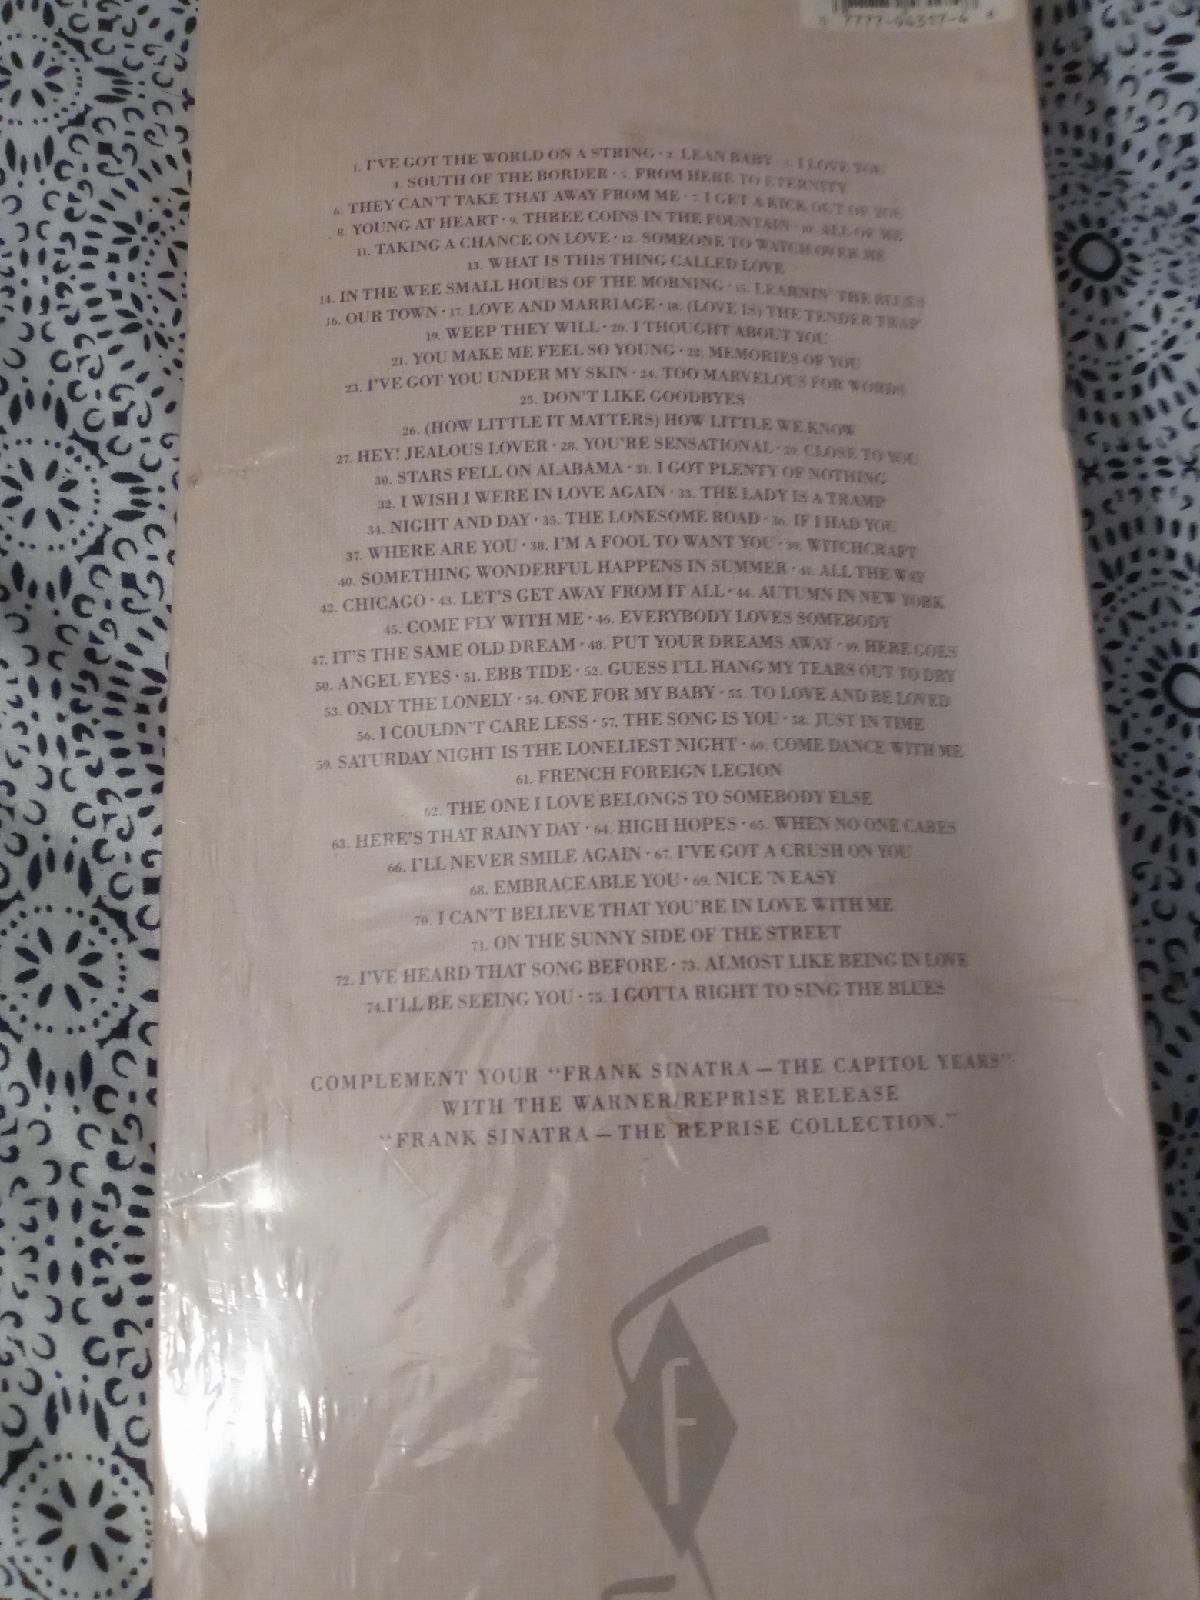 7777-94317-4
1. I'VE GOT THE WORLD ON A STRING · 2. LEAN BABY · 3. I LOVE YOU
4. SOUTH OF THE BORDER · 5. FROM HERE TO ETERNITY
6. THEY CAN'T TAKE THAT AWAY FROM ME · 7. I GET A KICK OUT OF YOU
8. YOUNG AT HEART · 9. THREE COINS IN THE FOUNTAIN · 10. ALL OF ME
11. TAKING A CHANCE ON LOVE · 12. SOMEONE TO WATCH OVER ME
13. WHAT IS THIS THING CALLED LOVE
14. IN THE WEE SMALL HOURS OF THE MORNING · 15. LEARNIN' THE BLUES
16. OUR TOWN · 17. LOVE AND MARRIAGE · 18. (LOVE IS) THE TENDER TRAP
19. WEEP THEY WILL · 20. I THOUGHT ABOUT YOU
21. YOU MAKE ME FEEL SO YOUNG · 22. MEMORIES OF YOU
23. I'VE GOT YOU UNDER MY SKIN · 24. TOO MARVELOUS FOR WORDS
25. DON'T LIKE GOODBYES
26. (HOW LITTLE IT MATTERS) HOW LITTLE WE KNOW
27. HEY! JEALOUS LOVER · 28. YOU'RE SENSATIONAL · 29. CLOSE TO YOU
30. STARS FELL ON ALABAMA · 31. I GOT PLENTY OF NOTHING
32. I WISH I WERE IN LOVE AGAIN · 33. THE LADY IS A TRAMP
34. NIGHT AND DAY · 35. THE LONESOME ROAD · 36. IF I HAD YOU
37. WHERE ARE YOU · 38. I'M A FOOL TO WANT YOU · 39. WITCHCRAFT
40. SOMETHING WONDERFUL HAPPENS IN SUMMER · 41. ALL THE WAY
42. CHICAGO · 43. LET'S GET AWAY FROM IT ALL · 44. AUTUMN IN NEW YORK
45. COME FLY WITH ME · 46. EVERYBODY LOVES SOMEBODY
47. IT'S THE SAME OLD DREAM · 48. PUT YOUR DREAMS AWAY · 49. HERE GOES
50. ANGEL EYES · 51. EBB TIDE · 52. GUESS I'LL HANG MY TEARS OUT TO DRY
53. ONLY THE LONELY · 54. ONE FOR MY BABY · 55. TO LOVE AND BE LOVED
56. I COULDN'T CARE LESS · 57. THE SONG IS YOU · 58. JUST IN TIME
59. SATURDAY NIGHT IS THE LONELIEST NIGHT · 60. COME DANCE WITH ME
61. FRENCH FOREIGN LEGION
62. THE ONE I LOVE BELONGS TO SOMEBODY ELSE
63. HERE'S THAT RAINY DAY · 64. HIGH HOPES · 65. WHEN NO ONE CARES
66. I'LL NEVER SMILE AGAIN · 67. I'VE GOT A CRUSH ON YOU
68. EMBRACEABLE YOU · 69. NICE 'N EASY
70. I CAN'T BELIEVE THAT YOU'RE IN LOVE WITH ME
71. ON THE SUNNY SIDE OF THE STREET
72. I'VE HEARD THAT SONG BEFORE · 73. ALMOST LIKE BEING IN LOVE
74. I'LL BE SEEING YOU · 75. I GOTTA RIGHT TO SING THE BLUES
COMPLEMENT YOUR "FRANK SINATRA — THE CAPITOL YEARS"
WITH THE WARNER/REPRISE RELEASE
"FRANK SINATRA — THE REPRISE COLLECTION."
f